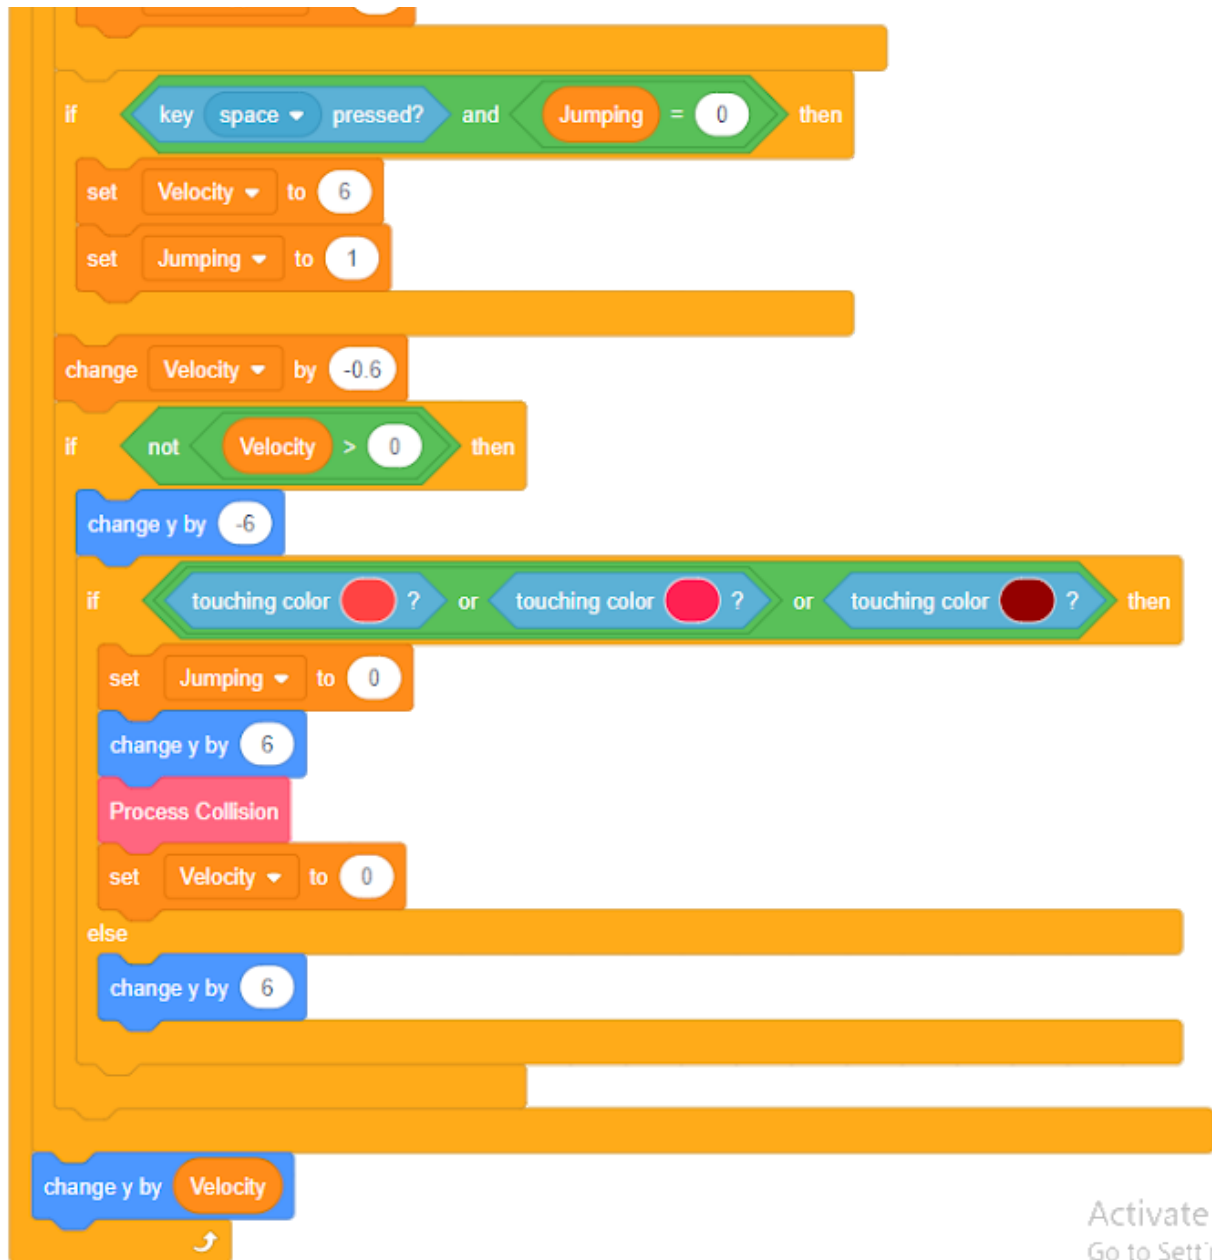 if key space pressed? and Jumping = 0 then
set Velocity to 6
set Jumping to 1
change Velocity by -0.6
if not Velocity > 0 then
change y by -6
if touching color ? or touching color ? or touching color ? then
set Jumping to 0
change y by 6
Process Collision
set Velocity to 0
else
change y by 6
change y by Velocity
Activate
Go to Setti